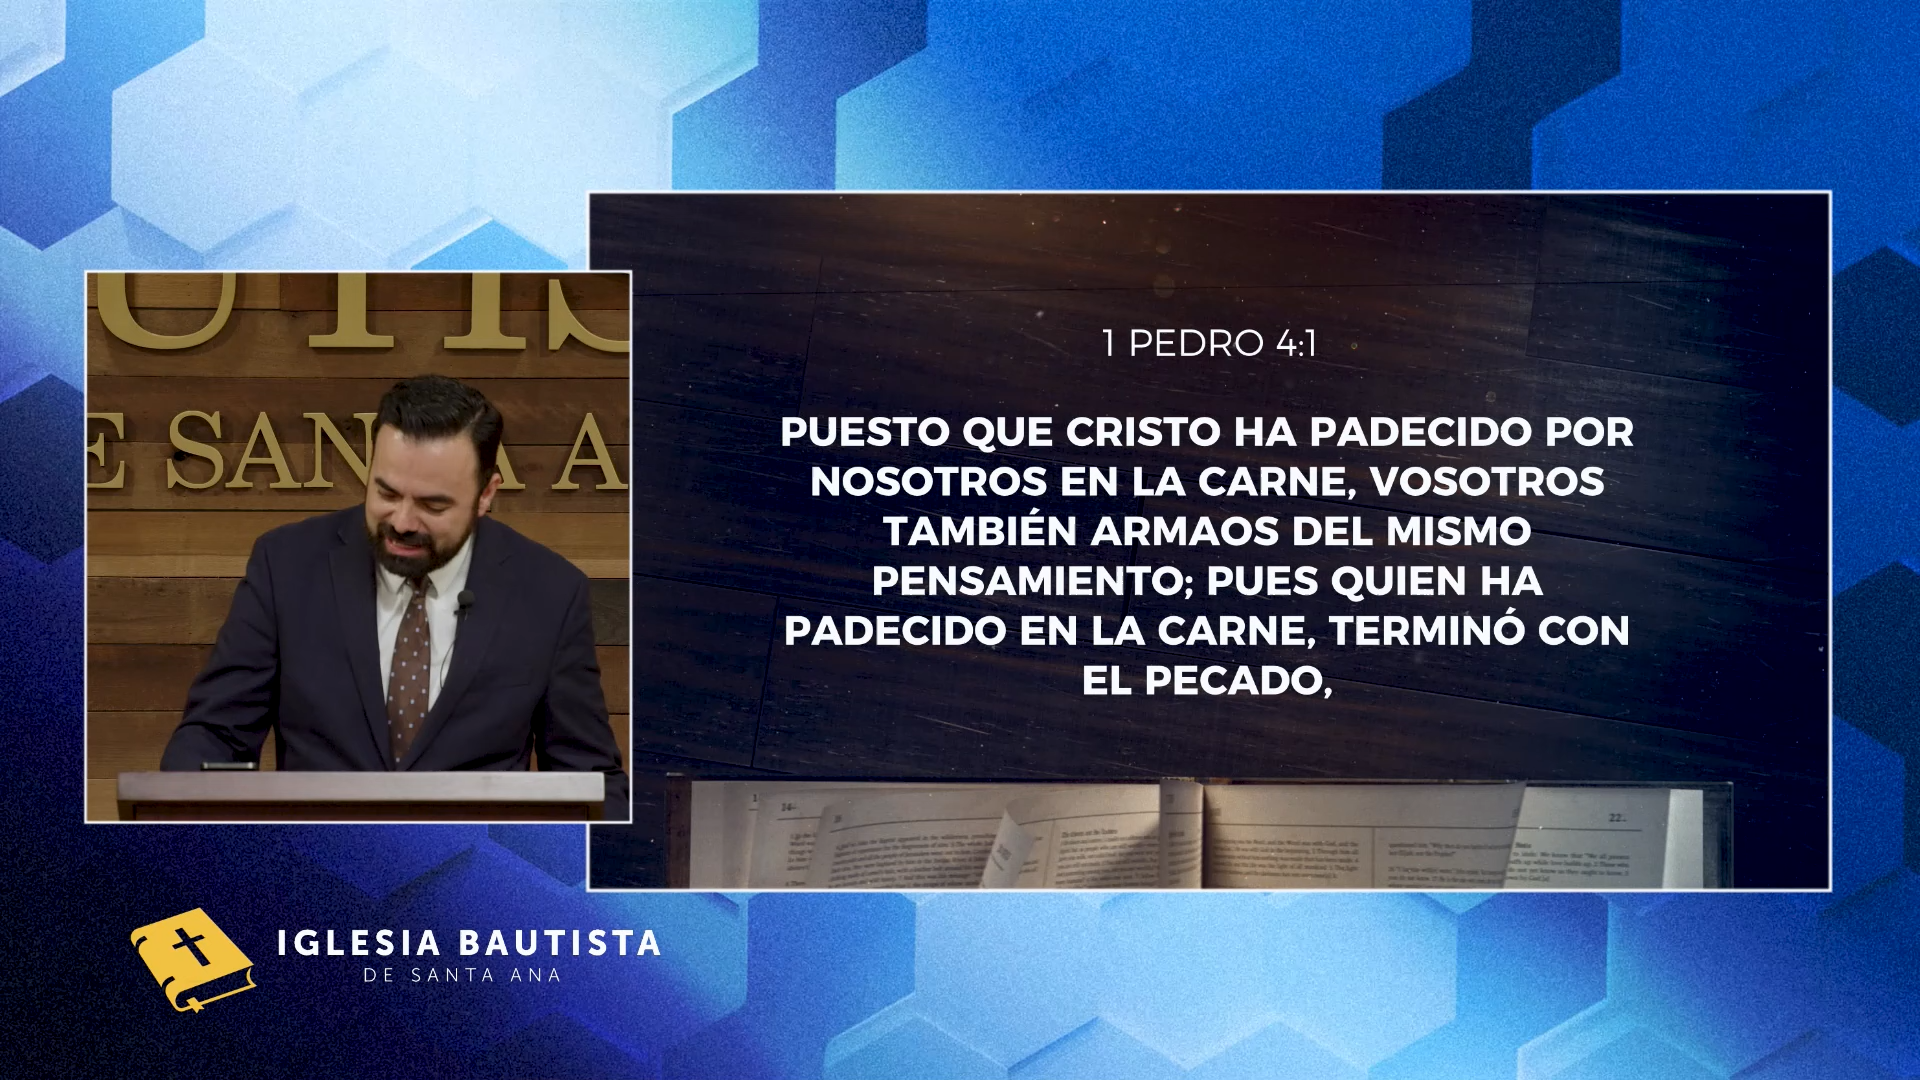 1 PEDRO 4:1
PUESTO QUE CRISTO HA PADECIDO POR
NOSOTROS EN LA CARNE, VOSOTROS
TAMBIÉN ARMAOS DEL MISMO
PENSAMIENTO; PUES QUIEN HA
PADECIDO EN LA CARNE, TERMINÓ CON
EL PECADO,
E SAN A A
IGLESIA BAUTISTA
DE SANTA ANA